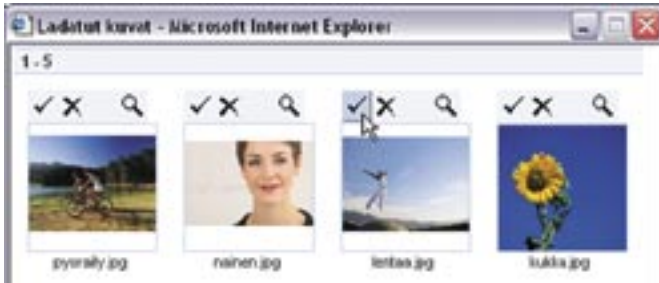 Ladatut kuvat - Microsoft Internet Explorer
1 - 5
pyoraily.jpg nainen.jpg lentaa.jpg kukka.jpg